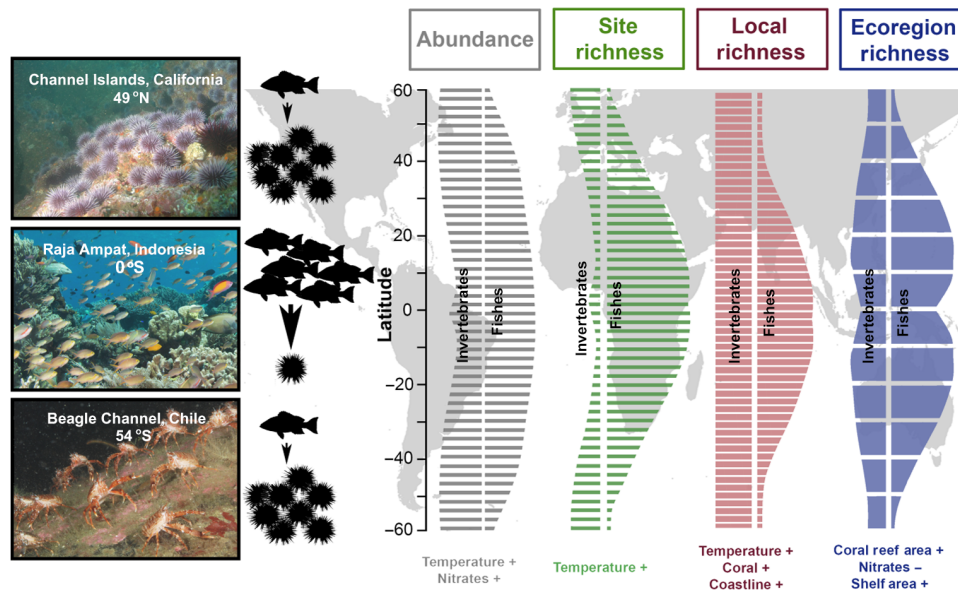 Abundance
Site
richness
Local
richness
Ecoregion
richness
Channel Islands, California
49 °N
Raja Ampat, Indonesia
0 °S
Beagle Channel, Chile
54 °S
Latitude
60
40
20
0
−20
−40
−60
Invertebrates
Fishes
Invertebrates
Fishes
Invertebrates
Fishes
Invertebrates
Fishes
Temperature +
Nitrates +
Temperature +
Temperature +
Coral +
Coastline +
Coral reef area +
Nitrates –
Shelf area +